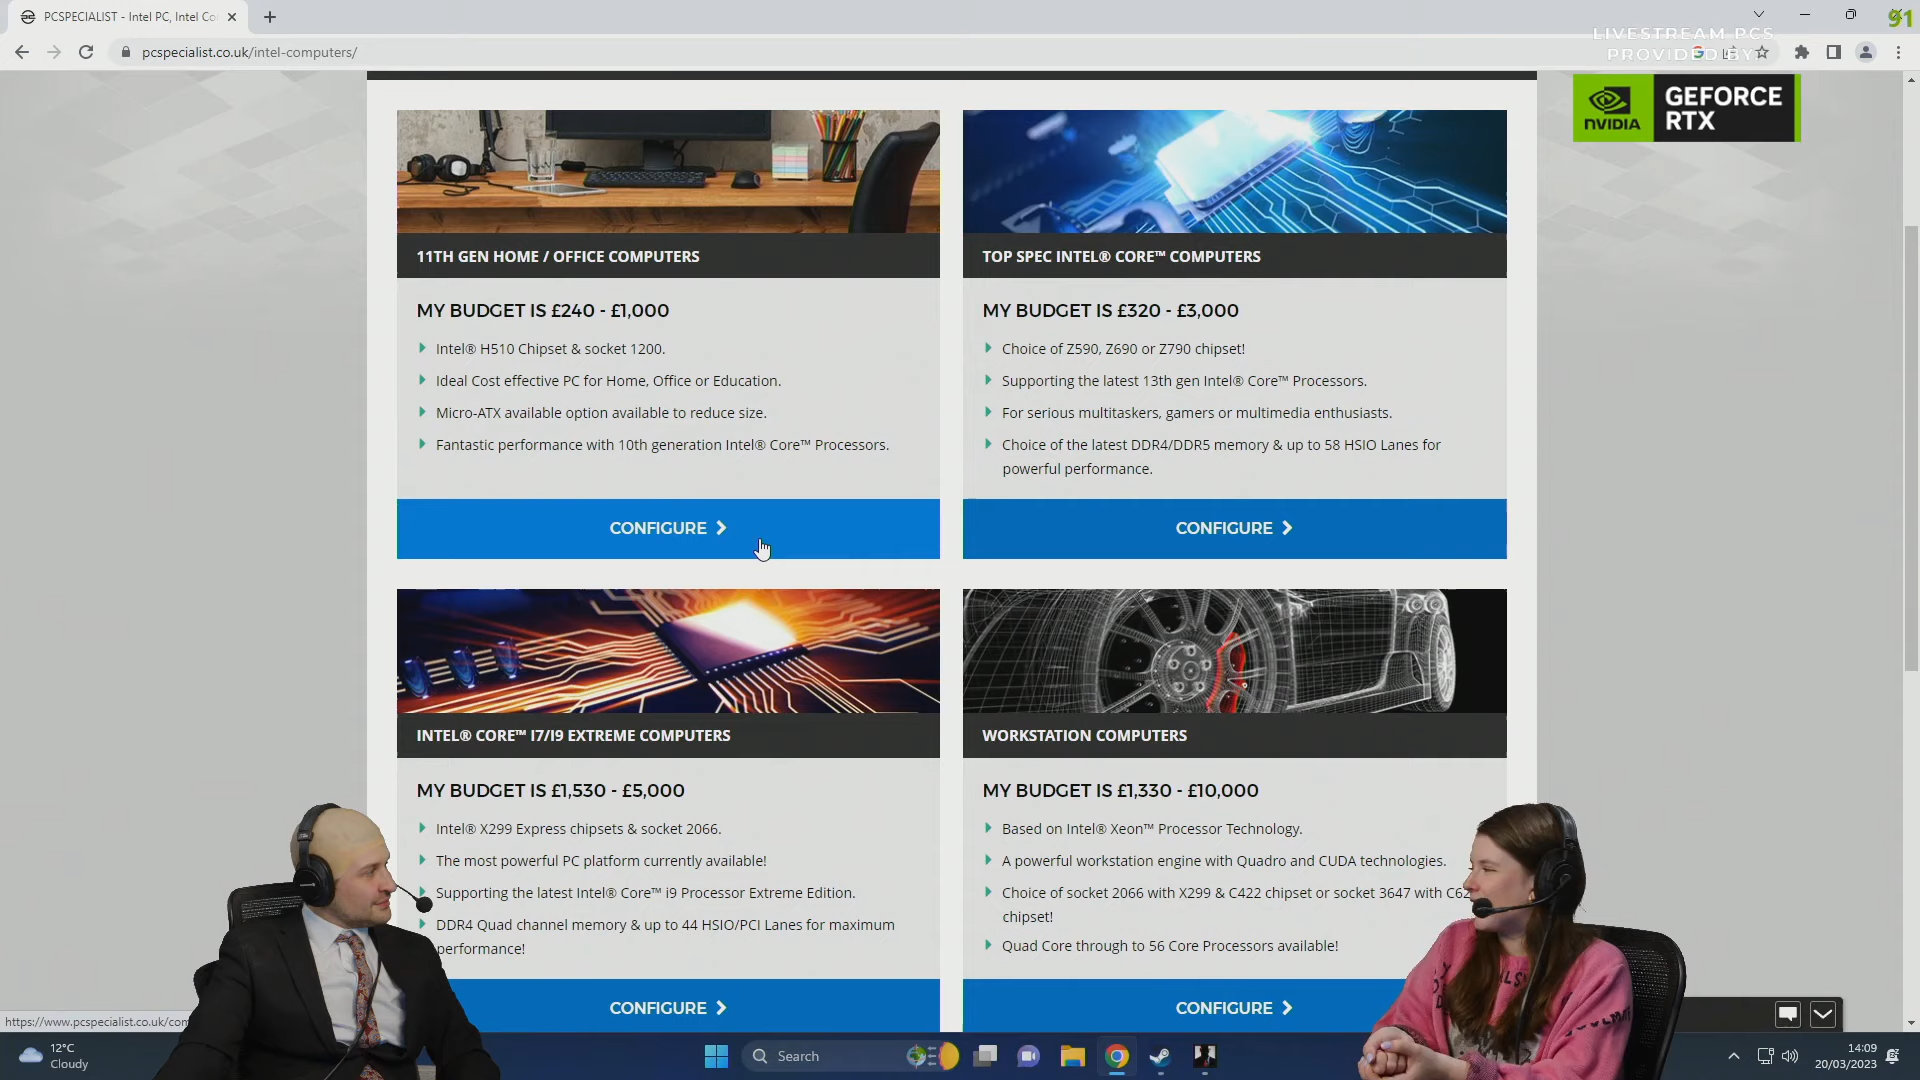 PCSPECIALIST - Intel PC, Intel Co
91
pcspecialist.co.uk/intel-computers/
LIVESTREAM PCS
PROVIDED BY
NVIDIA
GEFORCE
RTX
11TH GEN HOME / OFFICE COMPUTERS
MY BUDGET IS £240 - £1,000
Intel® H510 Chipset & socket 1200.
Ideal Cost effective PC for Home, Office or Education.
Micro-ATX available option available to reduce size.
Fantastic performance with 10th generation Intel® Core™ Processors.
CONFIGURE
TOP SPEC INTEL® CORE™ COMPUTERS
MY BUDGET IS £320 - £3,000
Choice of Z590, Z690 or Z790 chipset!
Supporting the latest 13th gen Intel® Core™ Processors.
For serious multitaskers, gamers or multimedia enthusiasts.
Choice of the latest DDR4/DDR5 memory & up to 58 HSIO Lanes for
powerful performance.
CONFIGURE
INTEL® CORE™ I7/I9 EXTREME COMPUTERS
MY BUDGET IS £1,530 - £5,000
Intel® X299 Express chipsets & socket 2066.
The most powerful PC platform currently available!
Supporting the latest Intel® Core™ i9 Processor Extreme Edition.
DDR4 Quad channel memory & up to 44 HSIO/PCI Lanes for maximum
performance!
CONFIGURE
WORKSTATION COMPUTERS
MY BUDGET IS £1,330 - £10,000
Based on Intel® Xeon™ Processor Technology.
A powerful workstation engine with Quadro and CUDA technologies.
Choice of socket 2066 with X299 & C422 chipset or socket 3647 with C62
chipset!
Quad Core through to 56 Core Processors available!
CONFIGURE
https://www.pcspecialist.co.uk/con
12°C
Cloudy
Search
14:09
20/03/2023